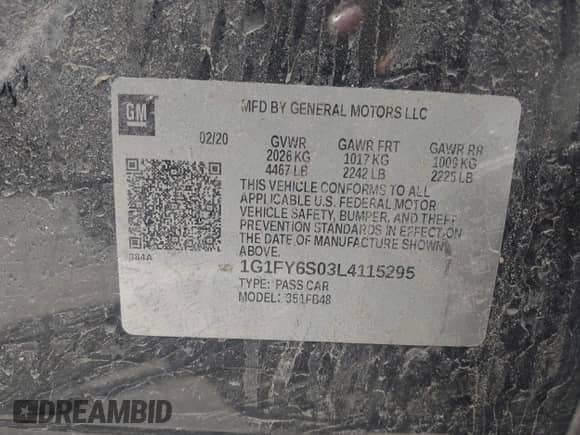 GM
MFD BY GENERAL MOTORS LLC
02/20 GVWR GAWR FRT GAWR RR
2026 KG 1017 KG 1009 KG
4467 LB 2242 LB 2225 LB
THIS VEHICLE CONFORMS TO ALL
APPLICABLE U.S. FEDERAL MOTOR
VEHICLE SAFETY, BUMPER, AND THEFT
PREVENTION STANDARDS IN EFFECT ON
THE DATE OF MANUFACTURE SHOWN
ABOVE.
384A
1G1FY6S03L4115295
TYPE: PASS CAR
MODEL: 351FB48
DREAMBID